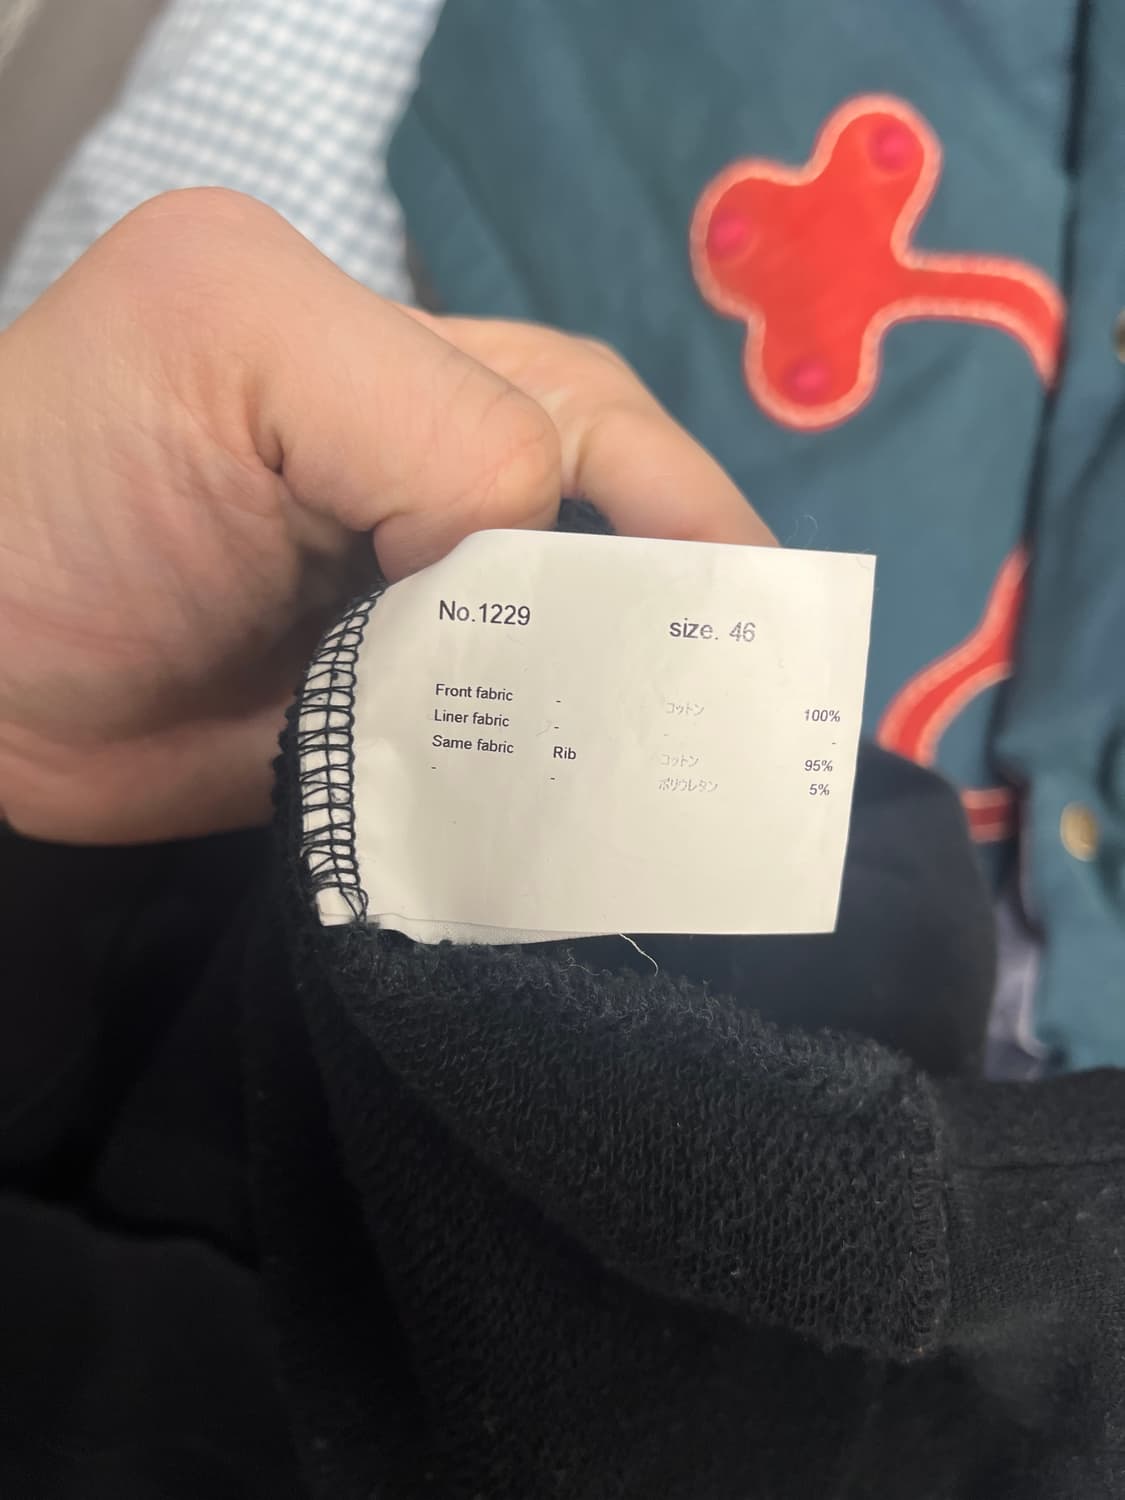 No.1229 size. 46
Front fabric - コットン 100%
Liner fabric - - -
Same fabric Rib コットン 95%
- - ポリウレタン 5%